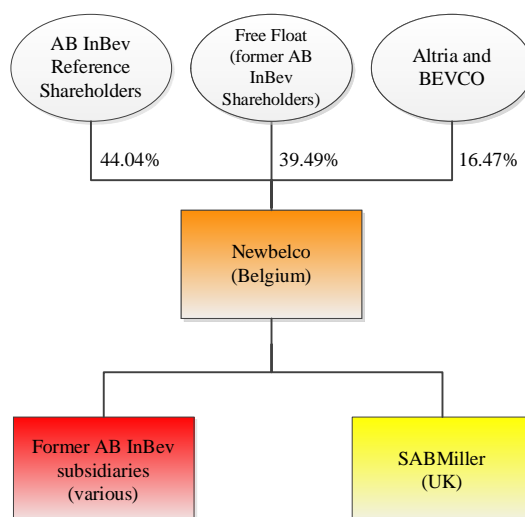 AB InBev
Reference
Shareholders
Free Float
(former AB
InBev
Shareholders)
Altria and
BEVCO
44.04%
39.49%
16.47%
Newbelco
(Belgium)
Former AB InBev
subsidiaries
(various)
SABMiller
(UK)